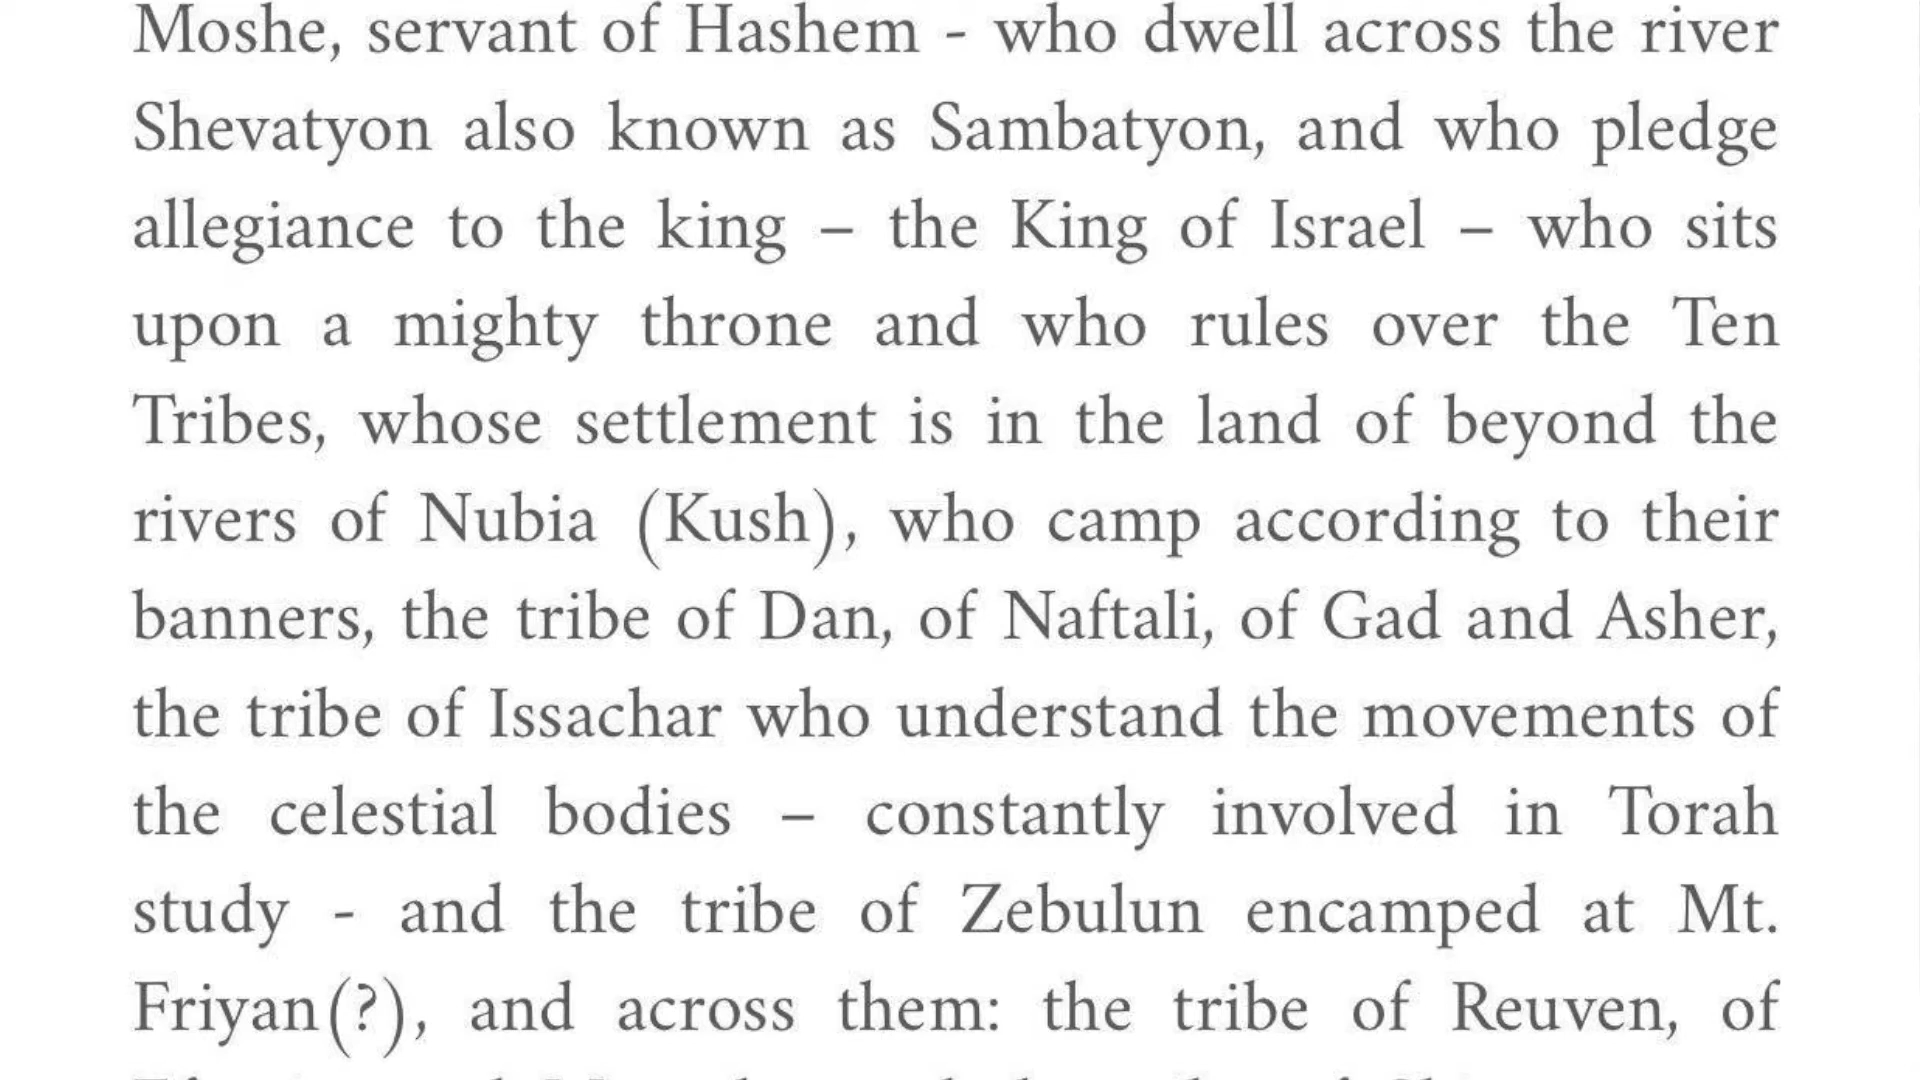 Moshe, servant of Hashem - who dwell across the river
Shevatyon also known as Sambatyon, and who pledge
allegiance to the king – the King of Israel – who sits
upon a mighty throne and who rules over the Ten
Tribes, whose settlement is in the land of beyond the
rivers of Nubia (Kush), who camp according to their
banners, the tribe of Dan, of Naftali, of Gad and Asher,
the tribe of Issachar who understand the movements of
the celestial bodies – constantly involved in Torah
study - and the tribe of Zebulun encamped at Mt.
Friyan(?), and across them: the tribe of Reuven, of